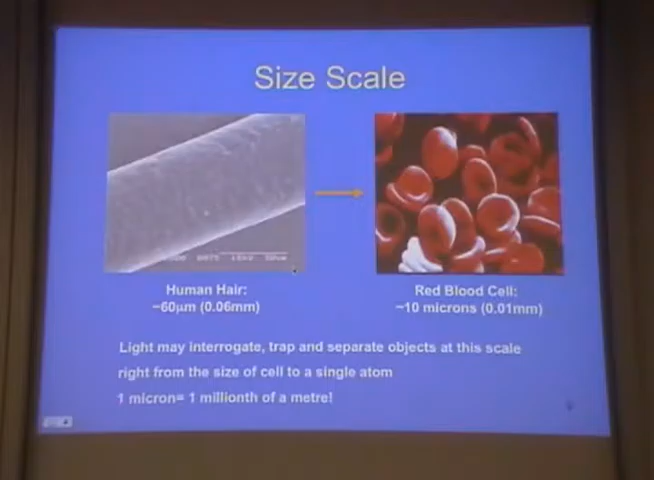 Size Scale
Human Hair:
~60μm (0.06mm)
Red Blood Cell:
~10 microns (0.01mm)
Light may interrogate, trap and separate objects at this scale
right from the size of cell to a single atom
1 micron= 1 millionth of a metre!